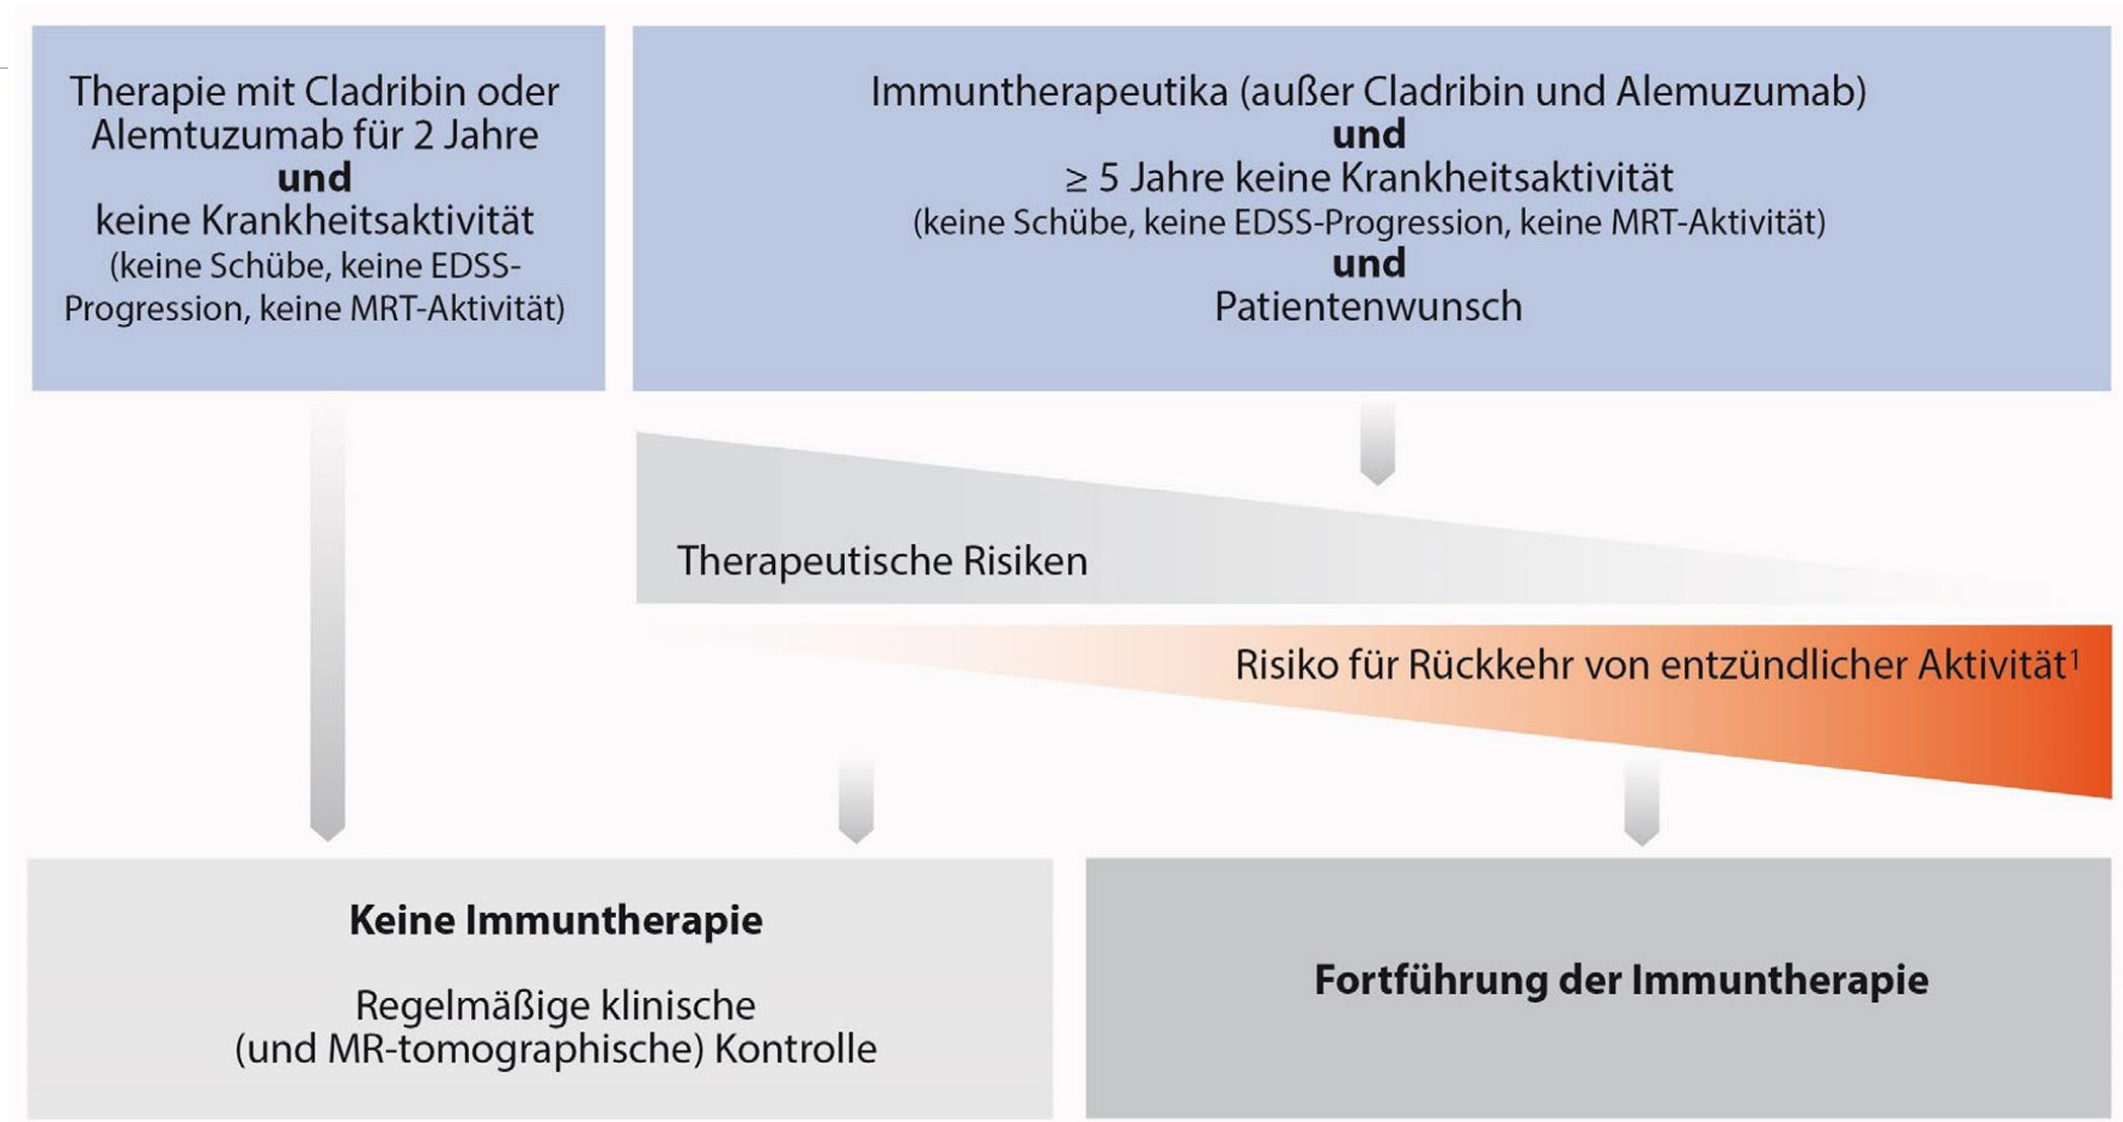 Therapie mit Cladribin oder
Alemtuzumab für 2 Jahre
und
keine Krankheitsaktivität
(keine Schübe, keine EDSS-
Progression, keine MRT-Aktivität)
Immuntherapeutika (außer Cladribin und Alemuzumab)
und
≥ 5 Jahre keine Krankheitsaktivität
(keine Schübe, keine EDSS-Progression, keine MRT-Aktivität)
und
Patientenwunsch
Therapeutische Risiken
Risiko für Rückkehr von entzündlicher Aktivität¹
Keine Immuntherapie
Regelmäßige klinische
(und MR-tomographische) Kontrolle
Fortführung der Immuntherapie